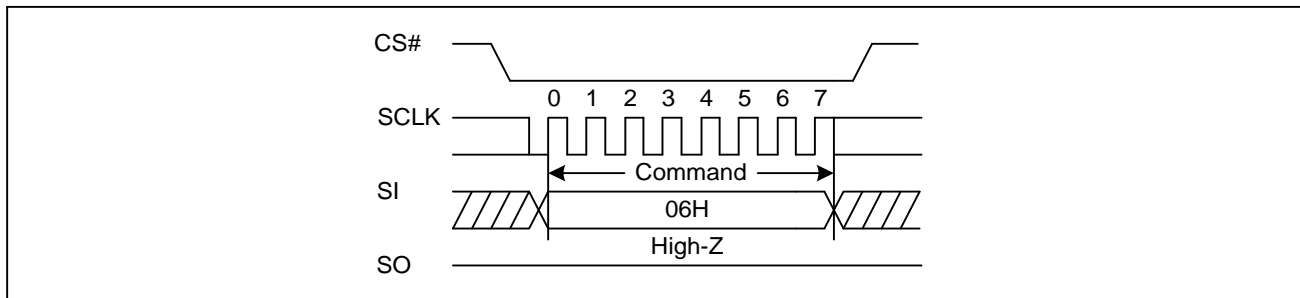 CS#
0 1 2 3 4 5 6 7
SCLK
Command
SI
06H
High-Z
SO